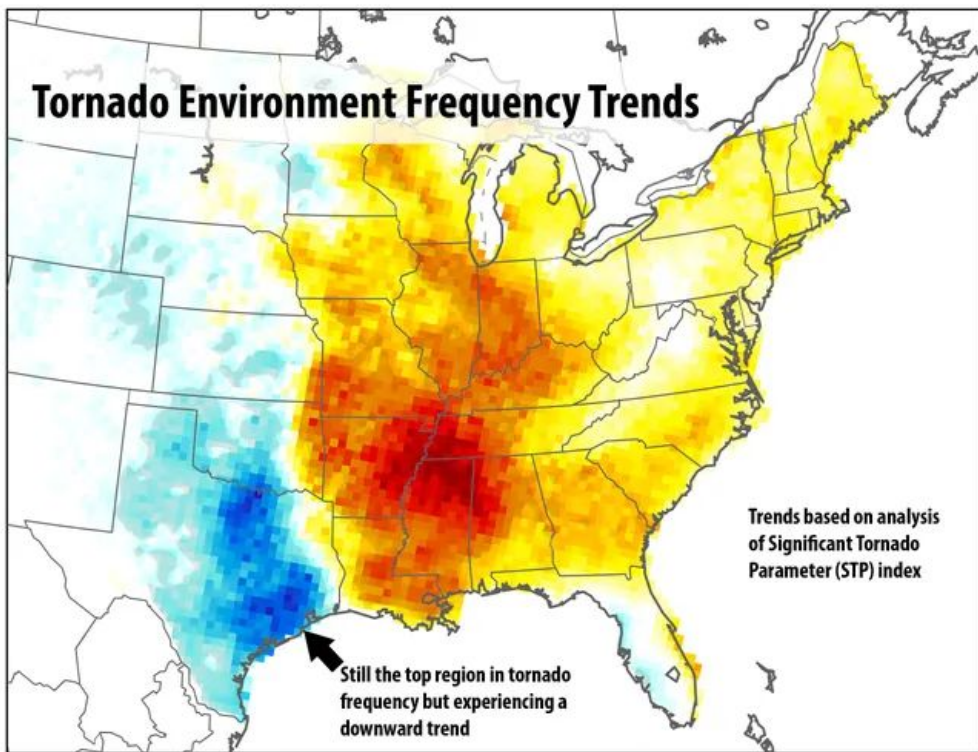 Tornado Environment Frequency Trends
Trends based on analysis
of Significant Tornado
Parameter (STP) index
Still the top region in tornado
frequency but experiencing a
downward trend